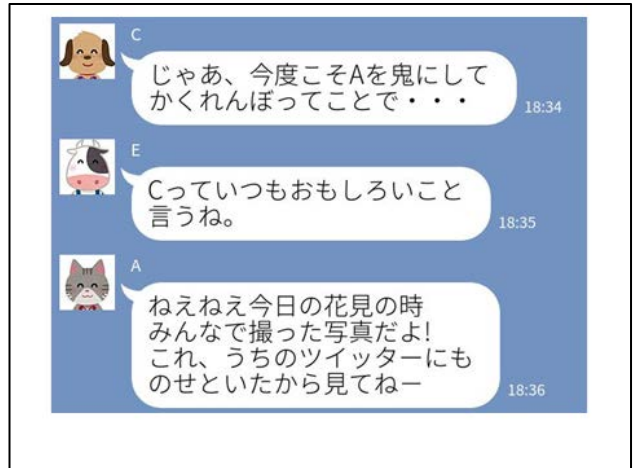 C
じゃあ、今度こそAを鬼にして
かくれんぼってことで・・・
18:34
E
Cっていつもおもしろいこと
言うね。
18:35
A
ねえねえ今日の花見の時
みんなで撮った写真だよ!
これ、うちのツイッターにも
のせといたから見てねー
18:36